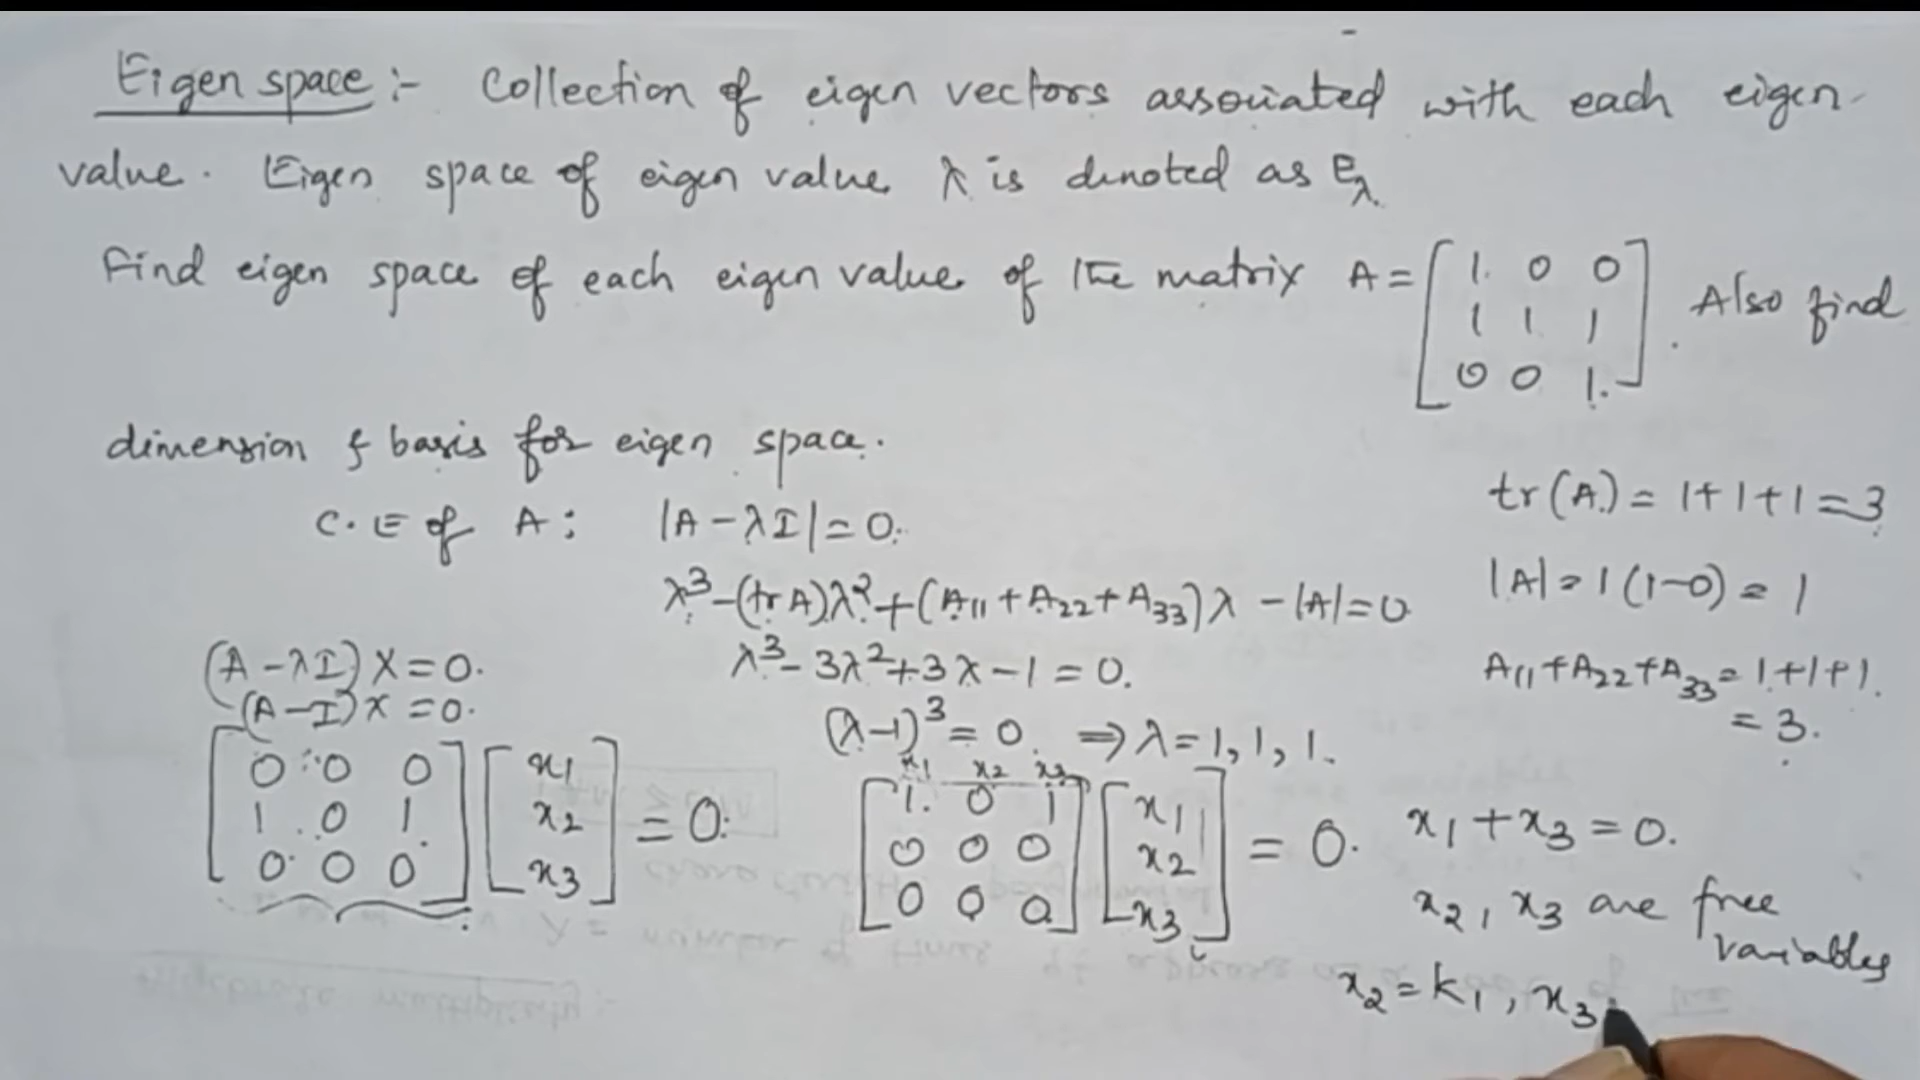 Eigen space :- Collection of eigen vectors associated with each eigen
value. Eigen space of eigen value λ is denoted as E_λ
Find eigen space of each eigen value of the matrix A = [1 0 0; 1 1 1; 0 0 1]. Also find
dimension & basis for eigen space.
C.E of A : |A - λI| = 0.
λ³ - (tr A)λ² + (A₁₁ + A₂₂ + A₃₃)λ - |A| = 0
λ³ - 3λ² + 3λ - 1 = 0.
(λ-1)³ = 0. ⇒ λ = 1, 1, 1.
tr(A) = 1+1+1 = 3
|A| = 1(1-0) = 1
A₁₁ + A₂₂ + A₃₃ = 1+1+1.
= 3.
(A - λI) X = 0.
(A - I) X = 0.
[0 0 0; 1 0 1; 0 0 0] [x₁; x₂; x₃] = 0.
x₁ x₂ x₃
[1 0 1; 0 0 0; 0 0 0] [x₁; x₂; x₃] = 0.
x₁ + x₃ = 0.
x₂, x₃ are free
variables
x₂ = k₁, x₃